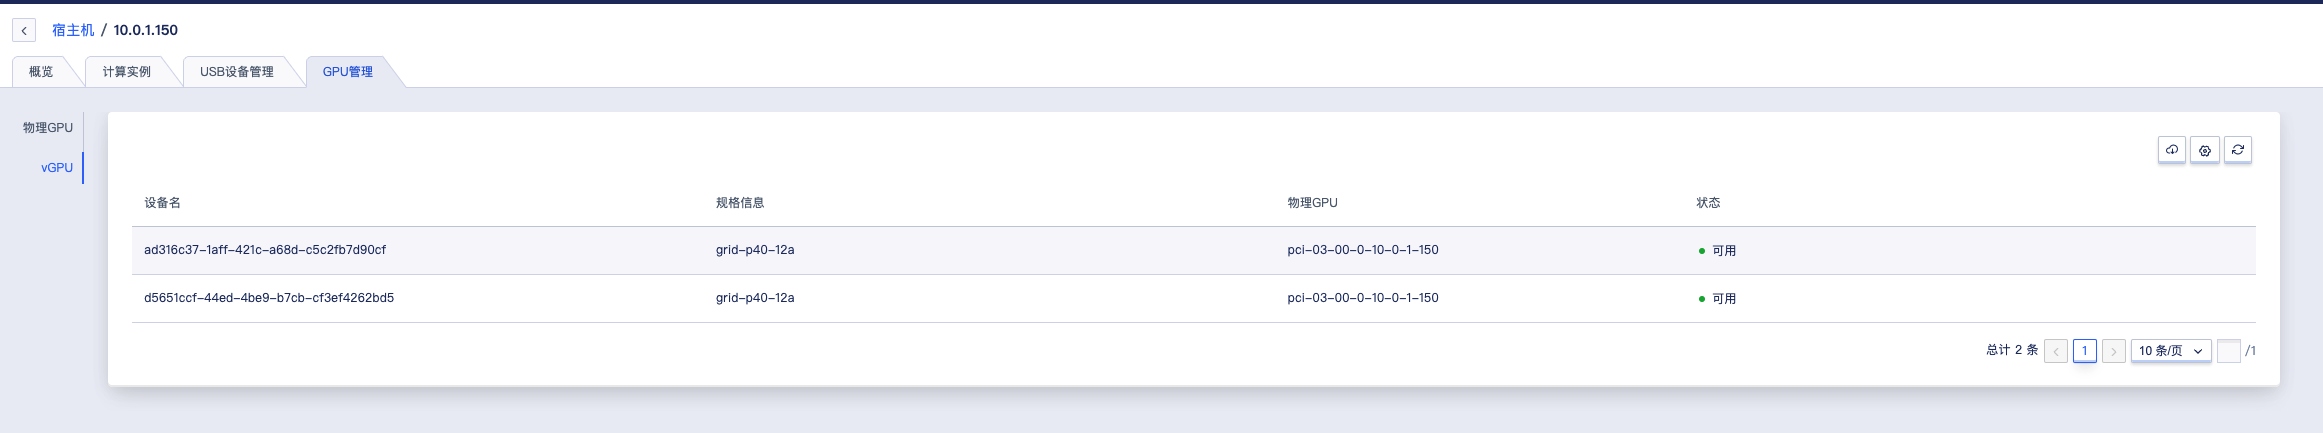 宿主机 / 10.0.1.150
概览 计算实例 USB设备管理 GPU管理
物理GPU
vGPU
设备名 规格信息 物理GPU 状态
ad316c37-1aff-421c-a68d-c5c2fb7d90cf grid-p40-12a pci-03-00-0-10-0-1-150 可用
d5651ccf-44ed-4be9-b7cb-cf3ef4262bd5 grid-p40-12a pci-03-00-0-10-0-1-150 可用
总计 2 条 1 10 条/页 /1